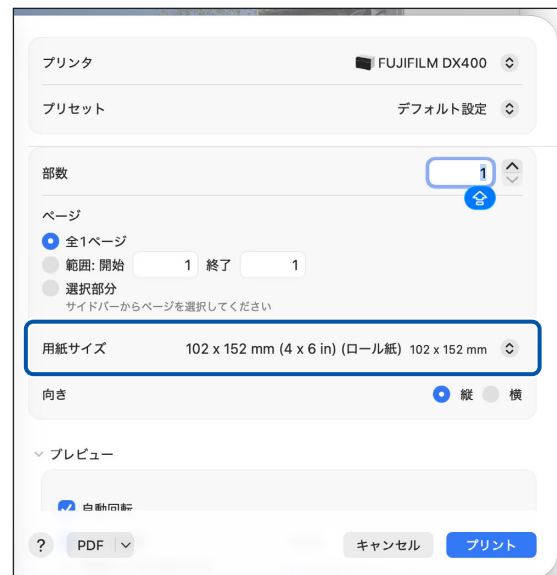 プリンタ FUJIFILM DX400
プリセット デフォルト設定
部数 1
ページ
全1ページ
範囲: 開始 1 終了 1
選択部分
サイドバーからページを選択してください
用紙サイズ 102 x 152 mm (4 x 6 in) (ロール紙) 102 x 152 mm
向き 縦 横
プレビュー
自動回転
? PDF キャンセル プリント